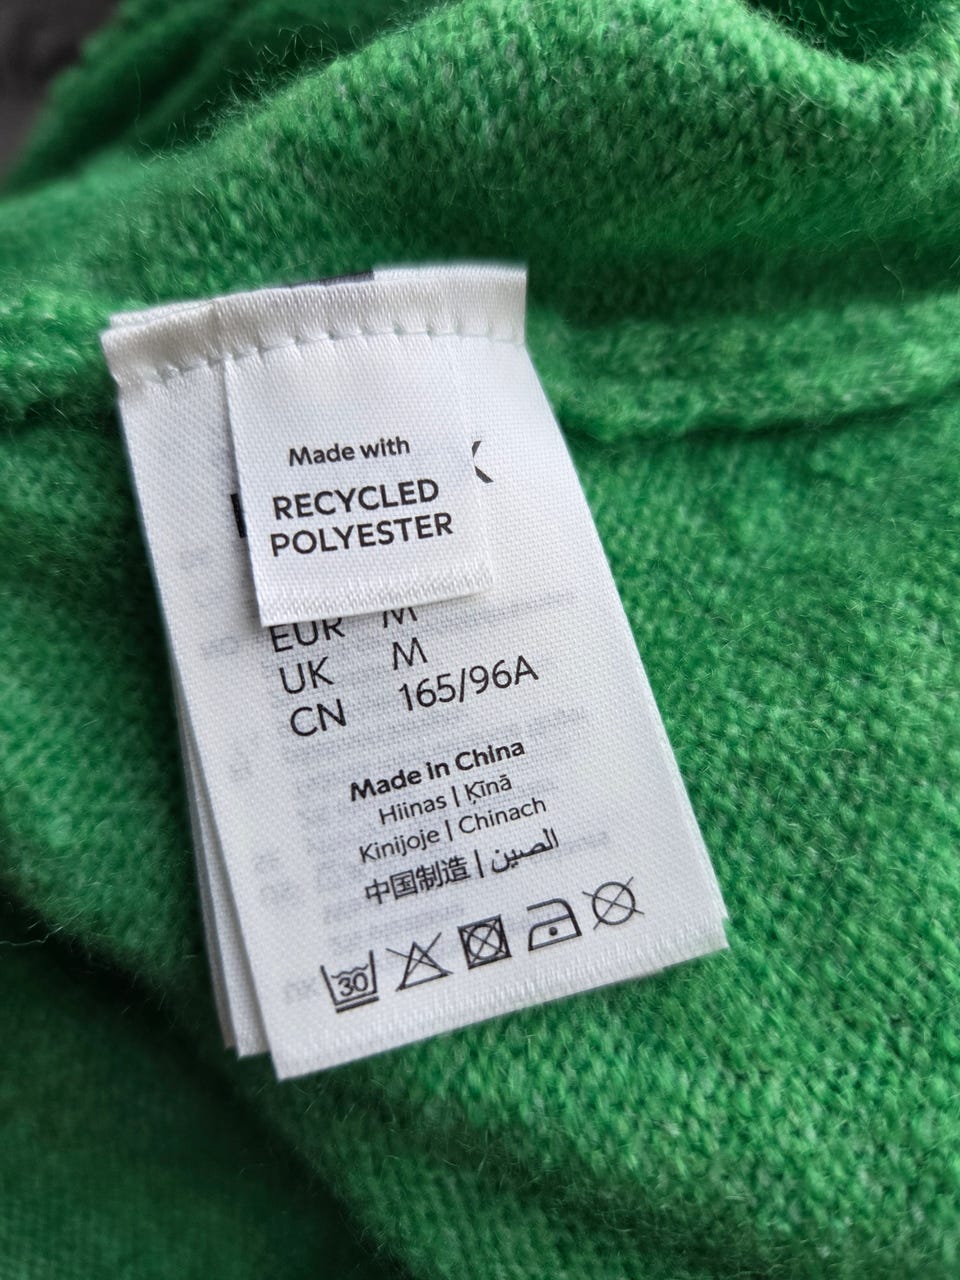 Made with
RECYCLED
POLYESTER
EUR M
UK M
CN 165/96A
Made in China
Hiinas | Ķīnā
Kinijoje | Chinach
中国制造 | الصين
30